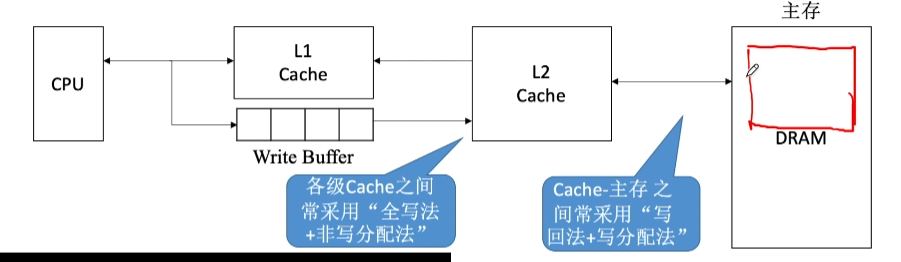 主存
CPU
L1
Cache
L2
Cache
Write Buffer
DRAM
各级Cache之间
常采用“全写法
+非写分配法”
Cache-主存 之
间常采用“写
回法+写分配法”